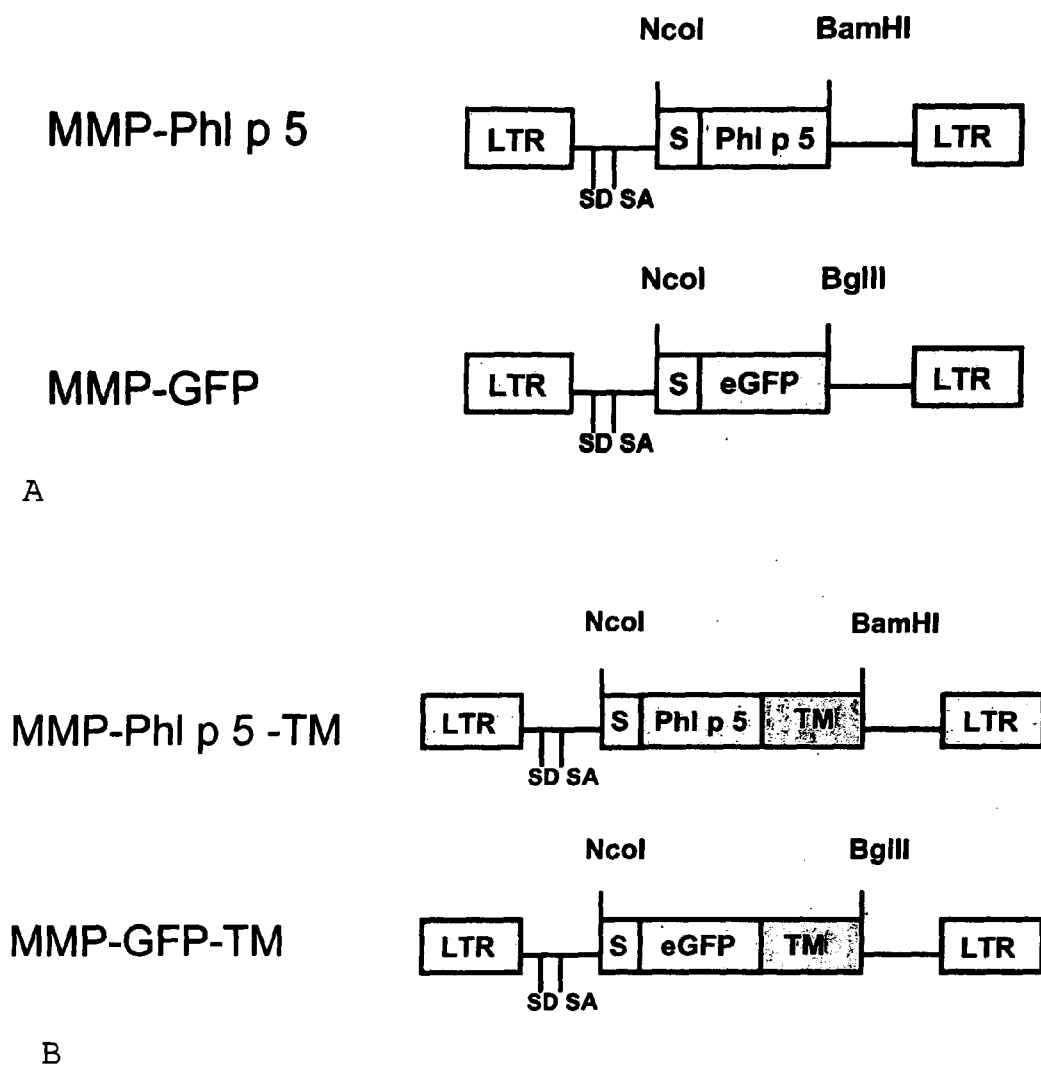 NcoI BamHI
MMP-Phl p 5 LTR S Phl p 5 LTR
SD SA
NcoI BglII
MMP-GFP LTR S eGFP LTR
SD SA
A
NcoI BamHI
MMP-Phl p 5 -TM LTR S Phl p 5 TM LTR
SD SA
NcoI BglII
MMP-GFP-TM LTR S eGFP TM LTR
SD SA
B